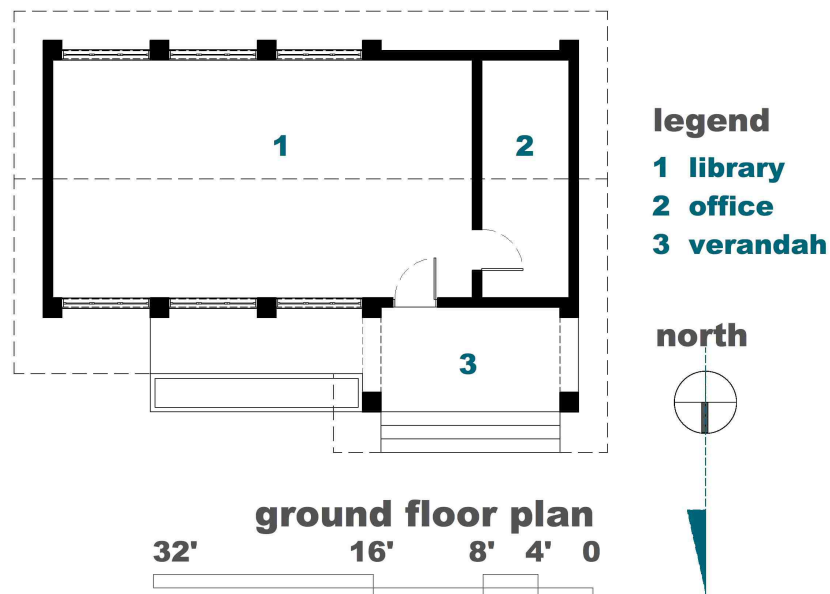 1
2
3
legend
1 library
2 office
3 verandah
north
ground floor plan
32' 16' 8' 4' 0